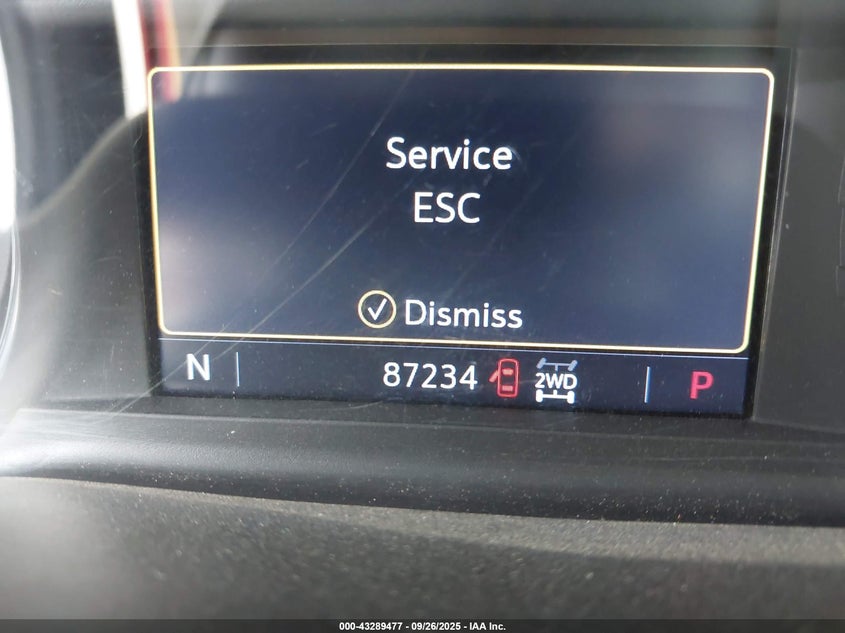 Service
ESC
Dismiss
N 87234 2WD P
000-43289477 - 09/26/2025 - IAA Inc.